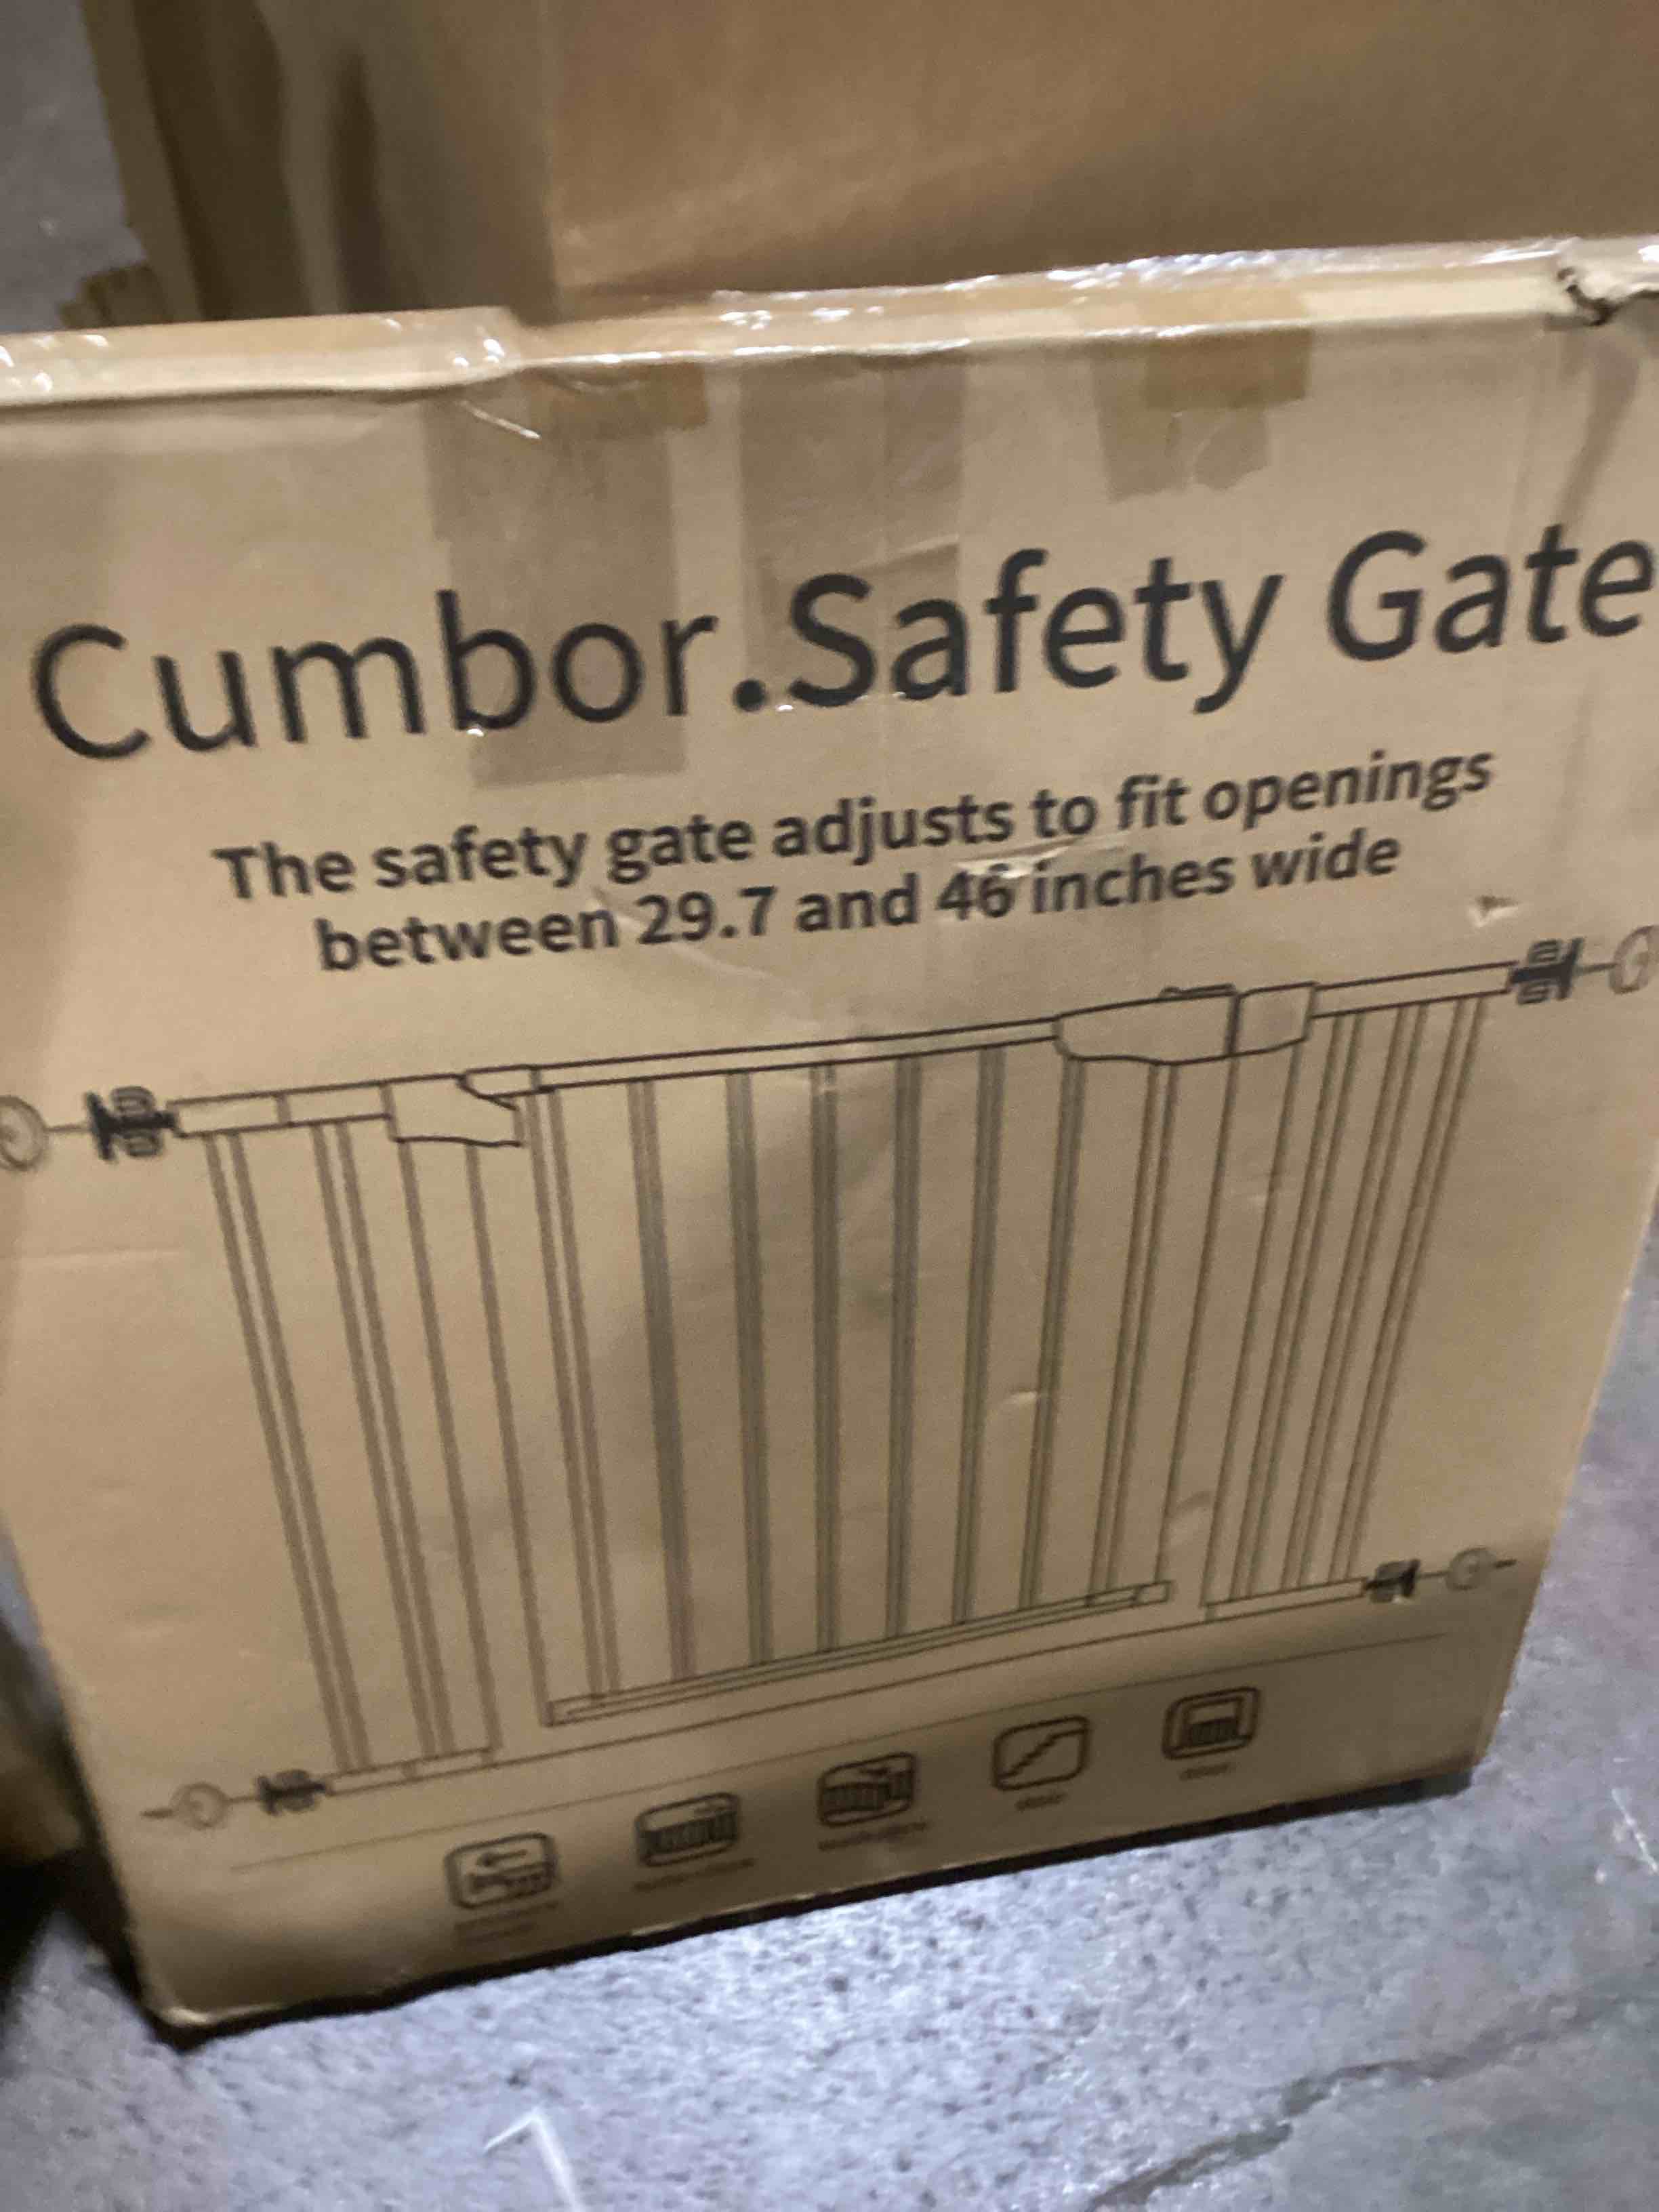 Cumbor.Safety Gate
The safety gate adjusts to fit openings
between 29.7 and 46 inches wide